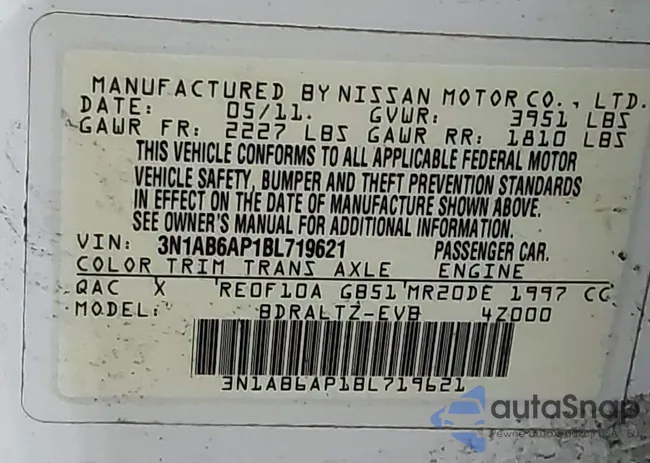 MANUFACTURED BY NISSAN MOTOR CO., LTD.
DATE: 05/11. GVWR: 3951 LBS
GAWR FR: 2227 LBS GAWR RR: 1810 LBS
THIS VEHICLE CONFORMS TO ALL APPLICABLE FEDERAL MOTOR
VEHICLE SAFETY, BUMPER AND THEFT PREVENTION STANDARDS
IN EFFECT ON THE DATE OF MANUFACTURE SHOWN ABOVE.
SEE OWNER'S MANUAL FOR ADDITIONAL INFORMATION.
VIN: 3N1AB6AP1BL719621 PASSENGER CAR.
COLOR TRIM TRANS AXLE ENGINE
QAC X RE0F10A GB51 MR20DE 1997 CC
MODEL: BDRALTZ-EVB 4Z000
3N1AB6AP1BL719621
autaSnap